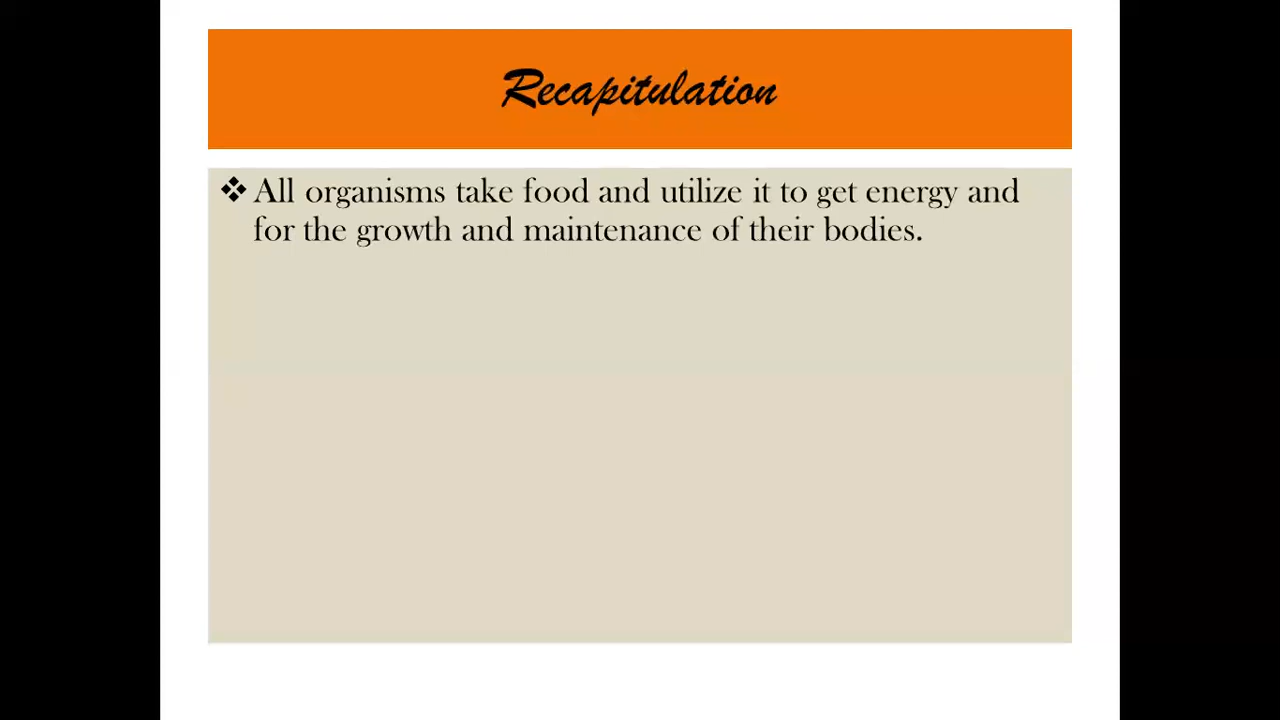 Recapitulation
❖ All organisms take food and utilize it to get energy and
for the growth and maintenance of their bodies.